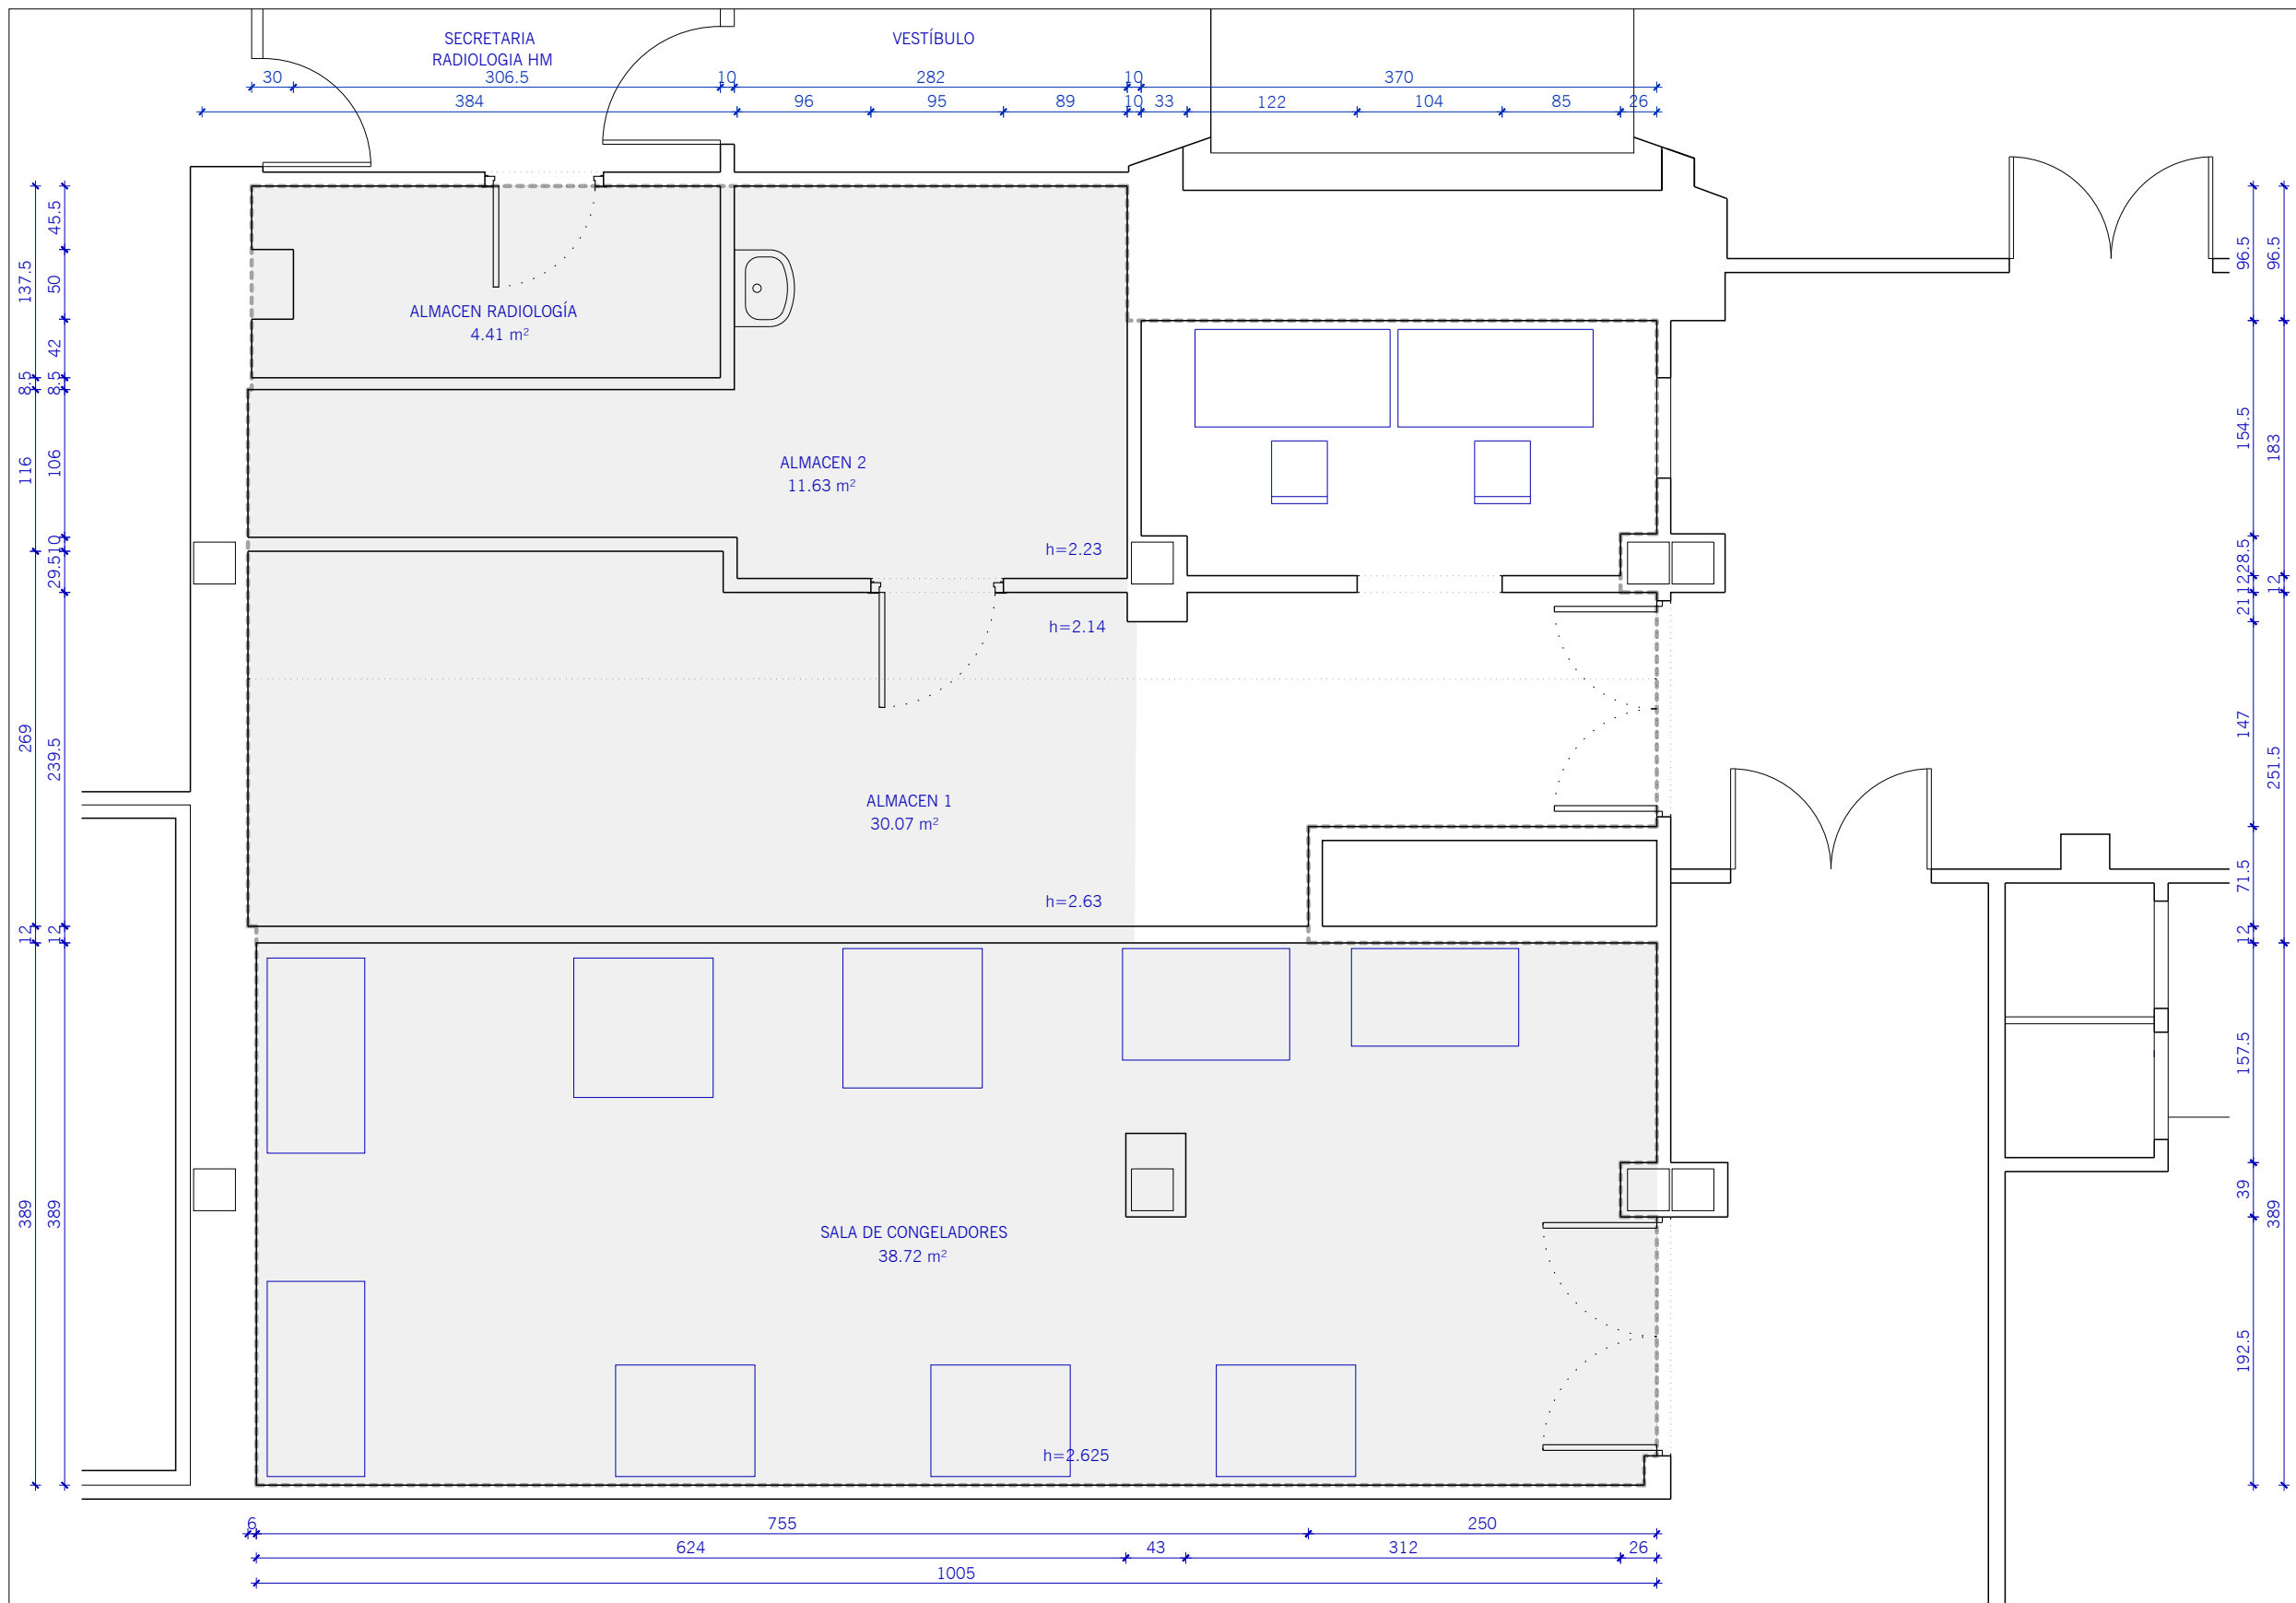 SECRETARIA
RADIOLOGIA HM
VESTÍBULO
30 306.5 10 282 10 370
384 96 95 89 10 33 122 104 85 26
ALMACEN RADIOLOGÍA
4.41 m²
ALMACEN 2
11.63 m²
h=2.23
h=2.14
ALMACEN 1
30.07 m²
h=2.63
SALA DE CONGELADORES
38.72 m²
h=2.625
137.5 8.5 116 269 12 389
45.5 50 42 8.5 106 10 29.5 239.5 12 389
96.5 154.5 28.5 12 21 147 71.5 12 157.5 39 192.5
96.5 183 12 251.5 389
6 755 250
624 43 312 26
1005